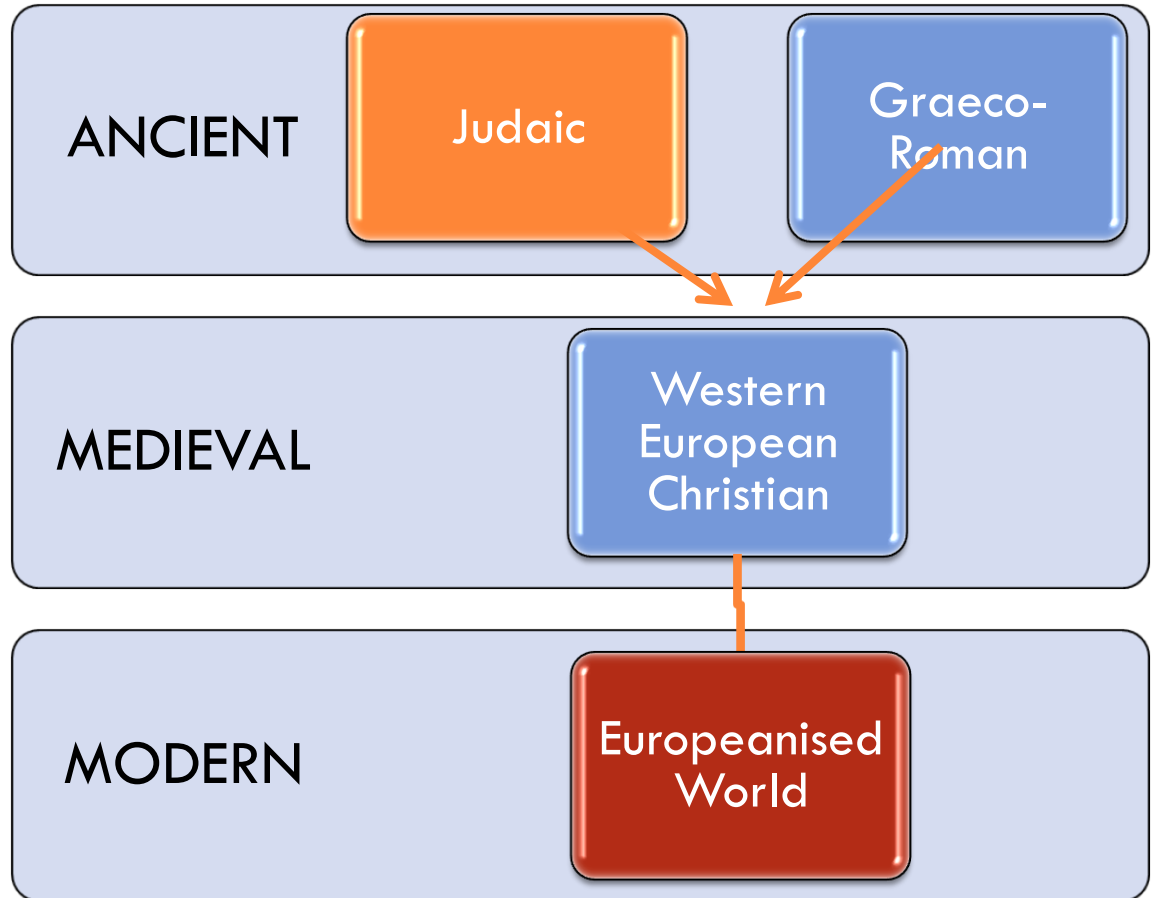 ANCIENT
Judaic
Graeco-
Roman
MEDIEVAL
Western
European
Christian
MODERN
Europeanised
World